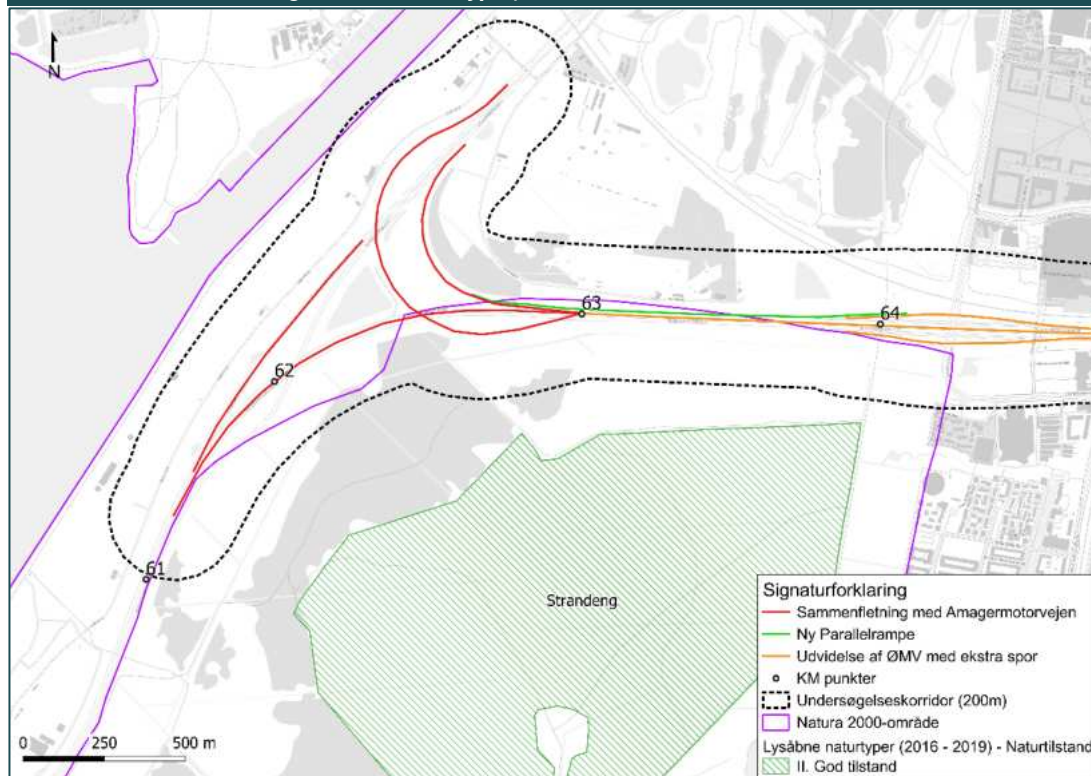 N
63
64
62
61
Strandeng
0 250 500 m
Signaturforklaring
Sammenfletning med Amagermotorvejen
Ny Parallelrampe
Udvidelse af ØMV med ekstra spor
KM punkter
Undersøgelseskorridor (200m)
Natura 2000-område
Lysåbne naturtyper (2016 - 2019) - Naturtilstand
II. God tilstand